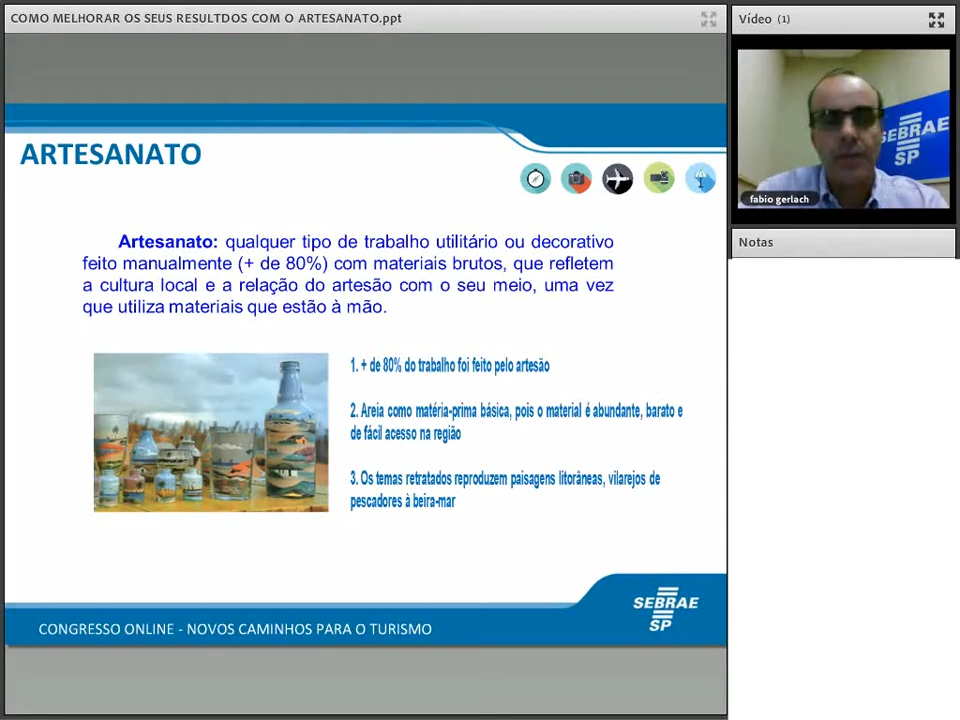 COMO MELHORAR OS SEUS RESULTDOS COM O ARTESANATO.ppt
Vídeo (1)
SEBRAE
SP
fabio gerlach
Notas
ARTESANATO
Artesanato: qualquer tipo de trabalho utilitário ou decorativo
feito manualmente (+ de 80%) com materiais brutos, que refletem
a cultura local e a relação do artesão com o seu meio, uma vez
que utiliza materiais que estão à mão.
1. + de 80% do trabalho foi feito pelo artesão
2. Areia como matéria-prima básica, pois o material é abundante, barato e
de fácil acesso na região
3. Os temas retratados reproduzem paisagens litorâneas, vilarejos de
pescadores à beira-mar
CONGRESSO ONLINE - NOVOS CAMINHOS PARA O TURISMO
SEBRAE
SP